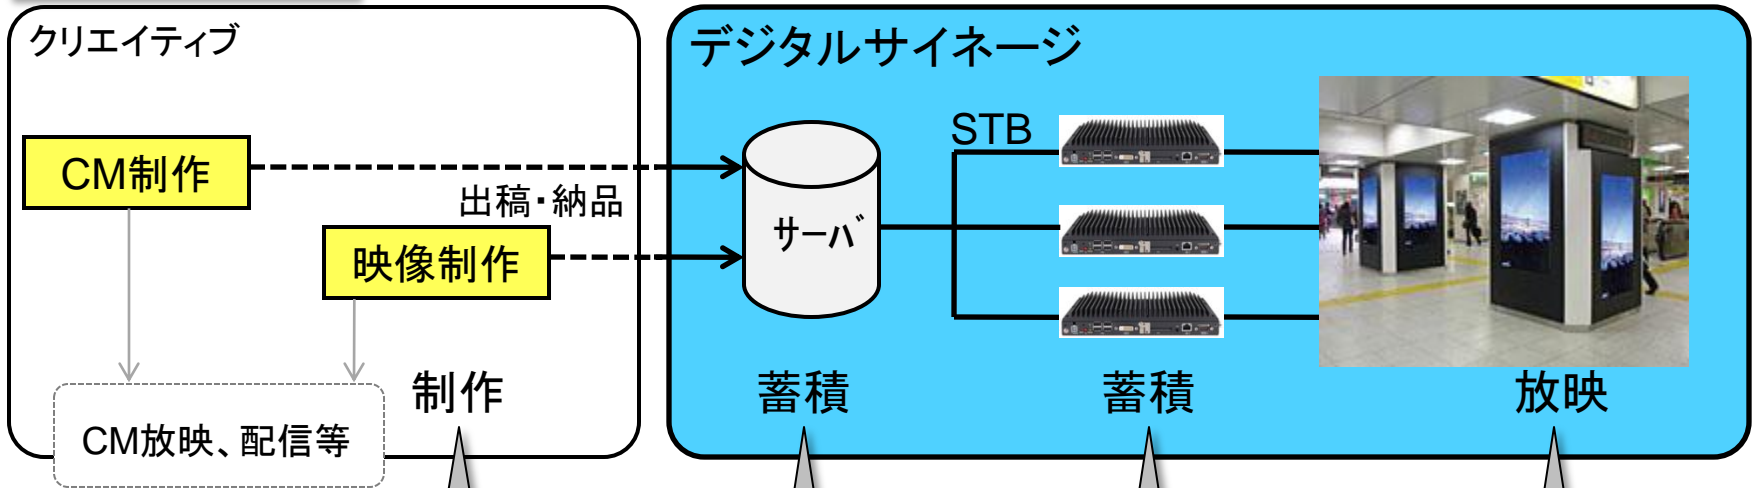 クリエイティブ
デジタルサイネージ
CM制作
出稿・納品
映像制作
サーバ
STB
制作
蓄積
蓄積
放映
CM放映、配信等